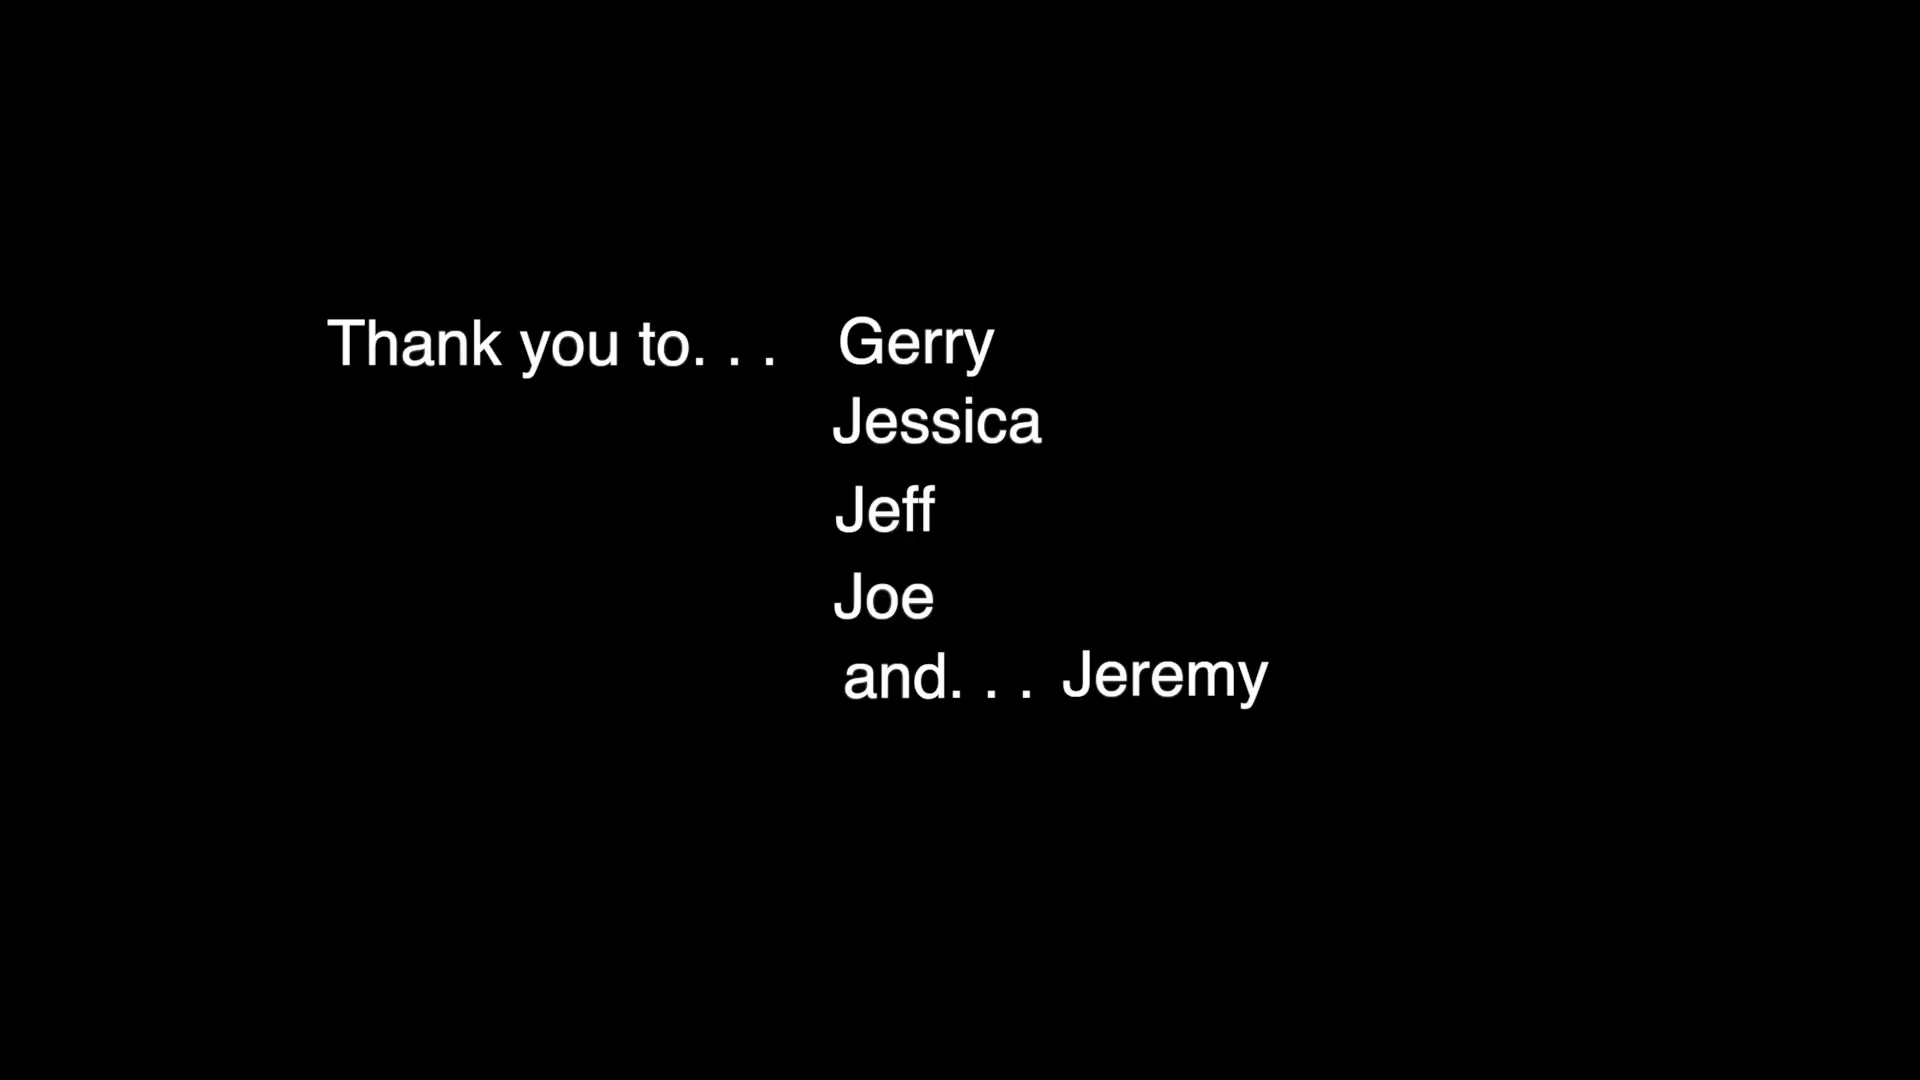 Thank you to. . . Gerry
Jessica
Jeff
Joe
and. . . Jeremy